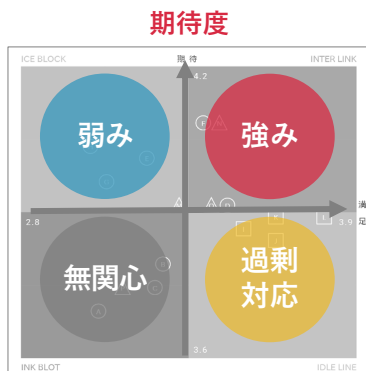 期待度
ICE BLOCK
期待
INTER LINK
4.2
弱み
強み
E
D
満足
2.8
3.9
無関心
過剰
対応
A
3.6
INK BLOT
IDLE LINE